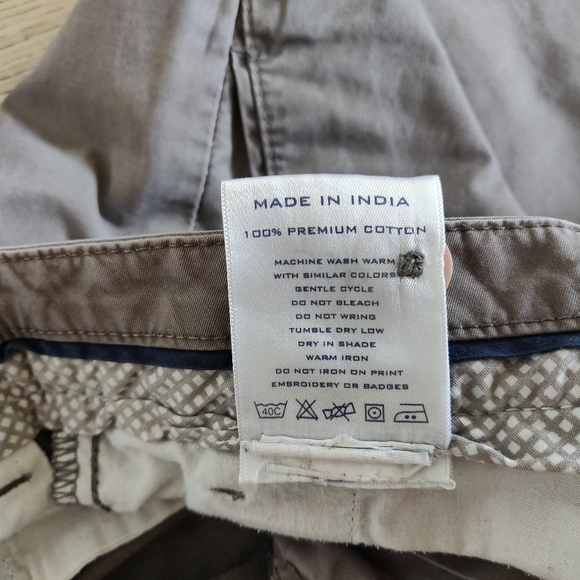 MADE IN INDIA
100% PREMIUM COTTON
MACHINE WASH WARM
WITH SIMILAR COLORS
GENTLE CYCLE
DO NOT BLEACH
DO NOT WRING
TUMBLE DRY LOW
DRY IN SHADE
WARM IRON
DO NOT IRON ON PRINT
EMBROIDERY OR BADGES
40C